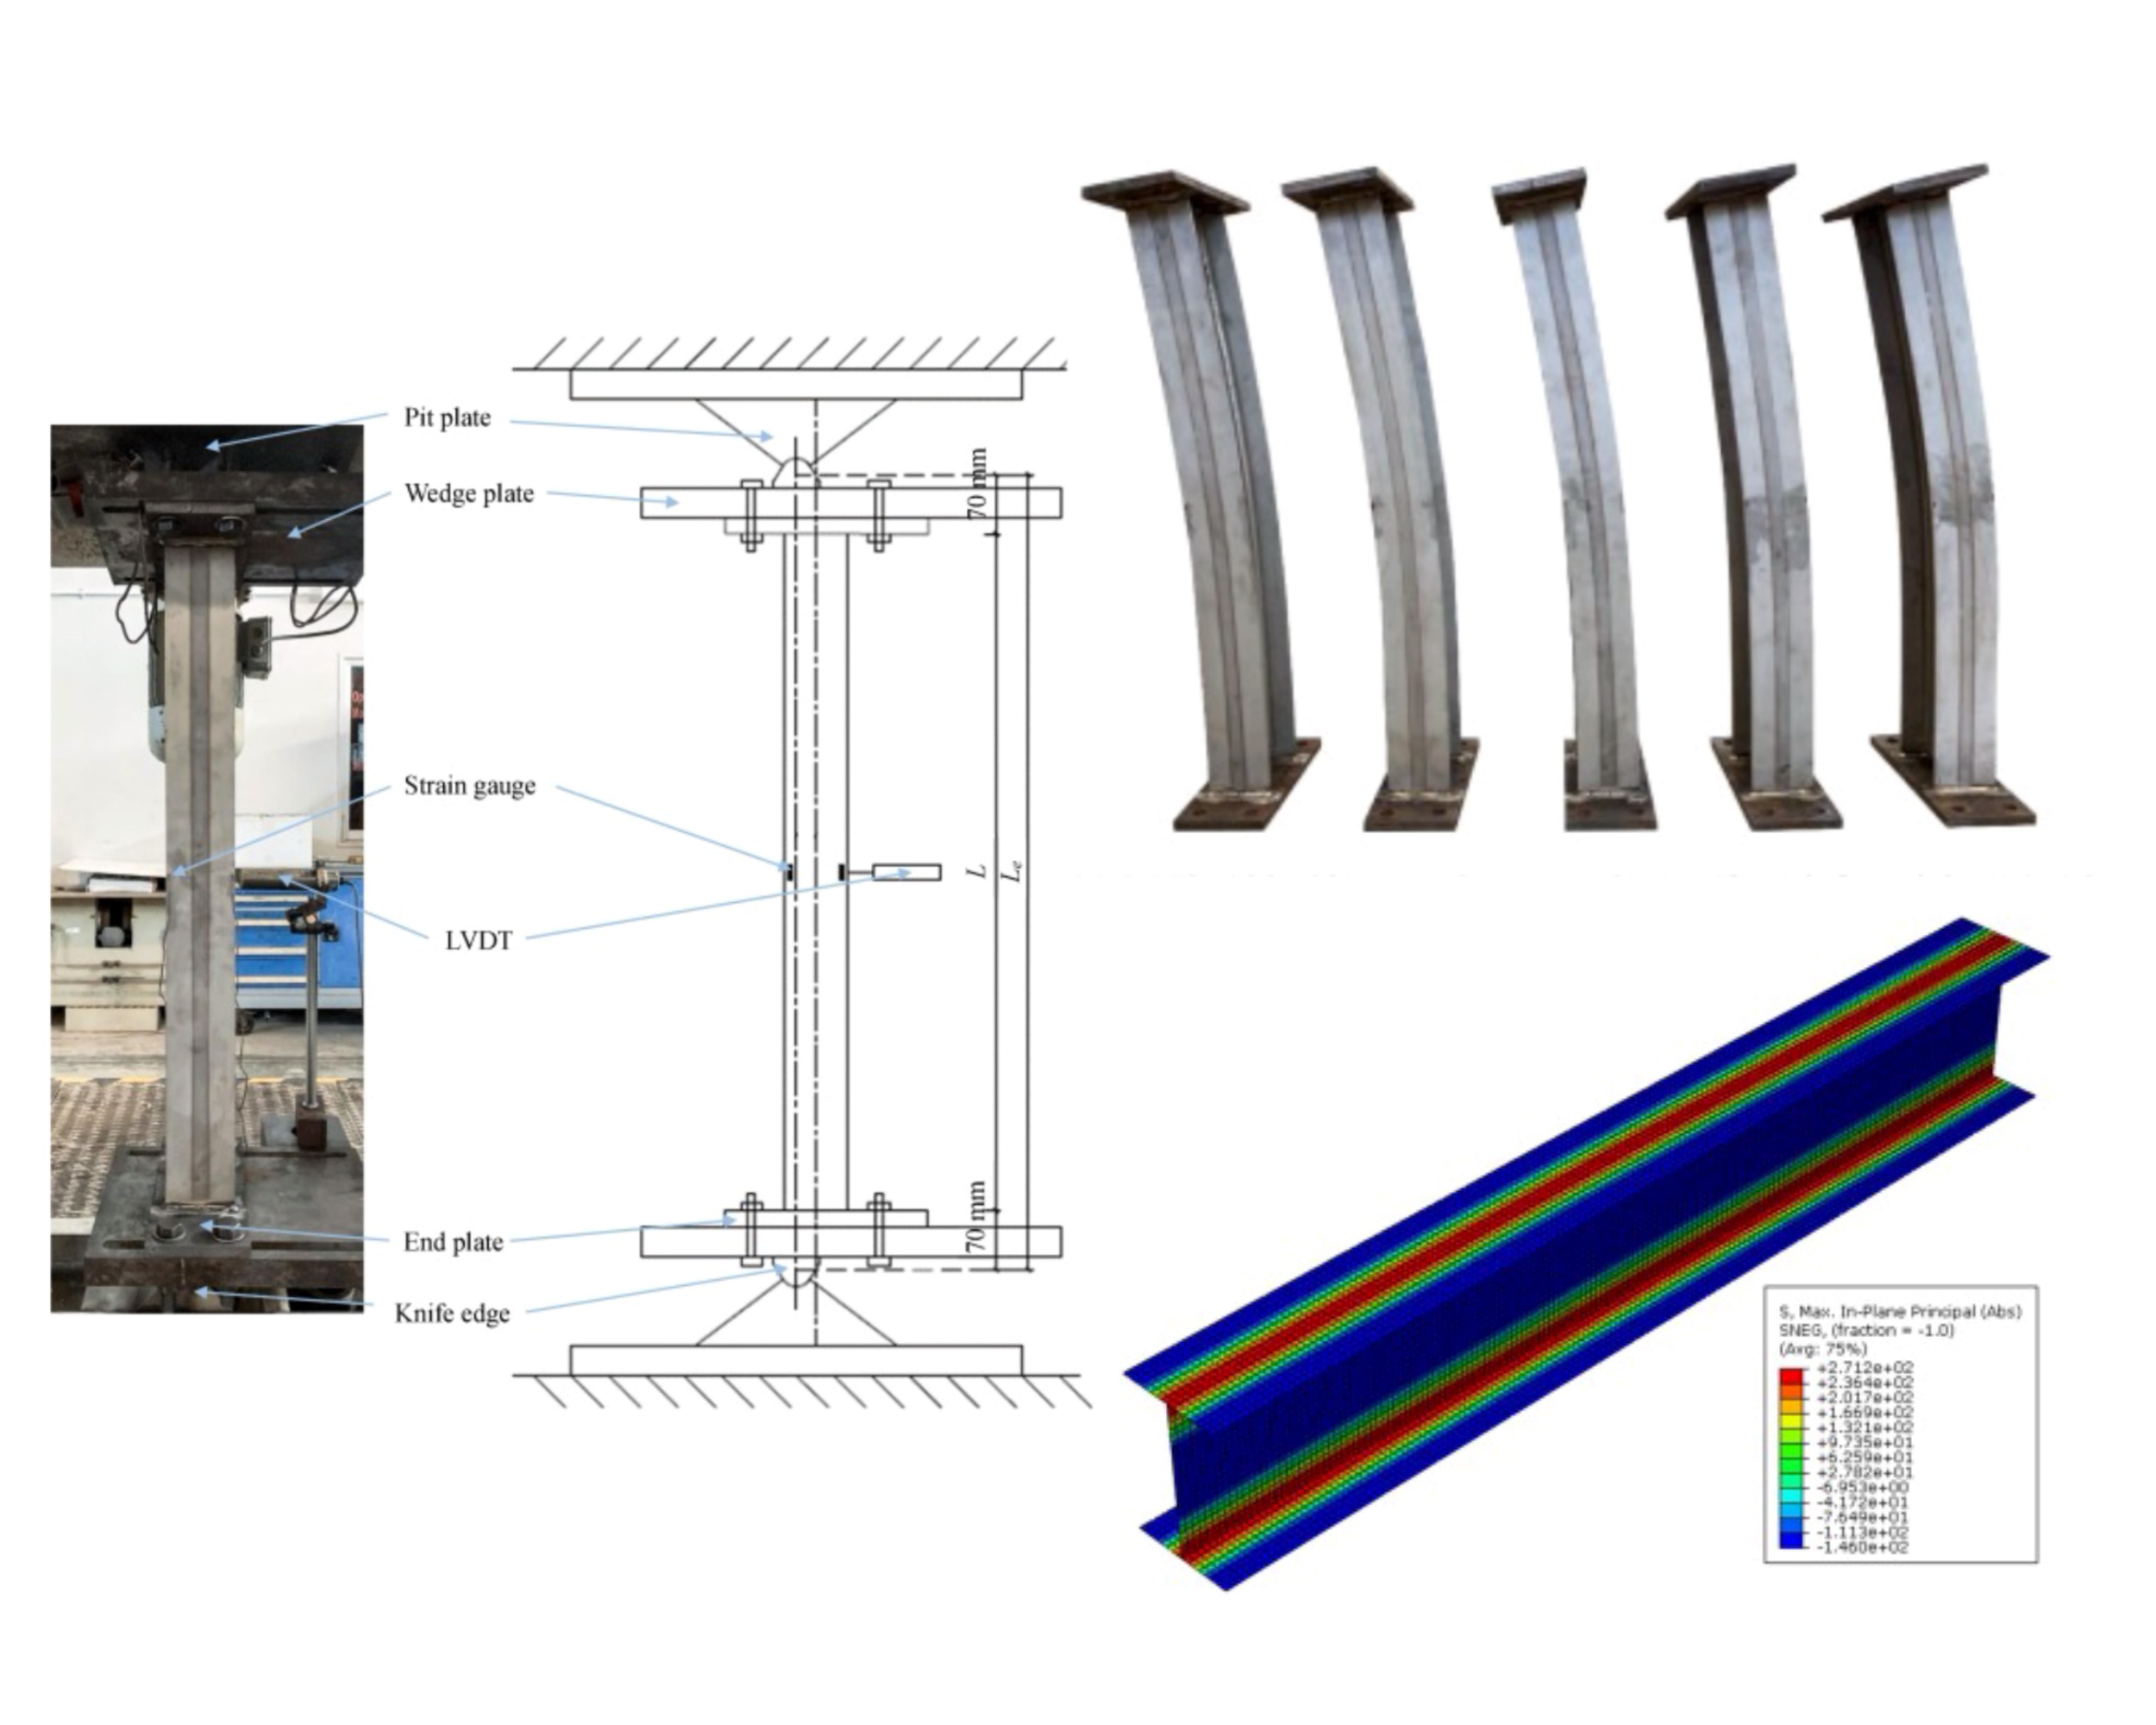 Pit plate
Wedge plate
Strain gauge
LVDT
End plate
Knife edge
70 mm
L
Le
70 mm
S, Max. In-Plane Principal (Abs)
SNEG, (fraction = -1.0)
(Avg: 75%)
+2.712e+02
+2.364e+02
+2.017e+02
+1.669e+02
+1.321e+02
+9.735e+01
+6.259e+01
+2.782e+01
-6.953e+00
-4.172e+01
-7.649e+01
-1.113e+02
-1.460e+02